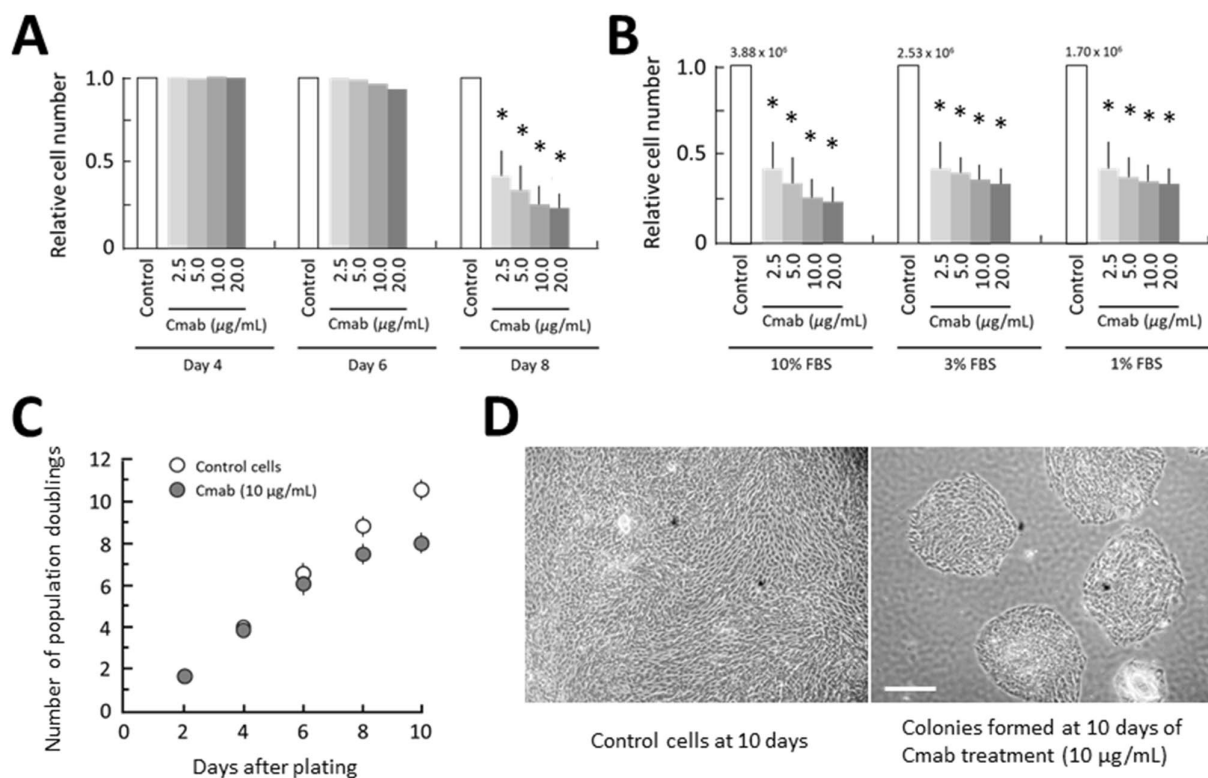 A
Relative cell number
1.0
0.5
0
Control
2.5
5.0
10.0
20.0
Cmab (µg/mL)
Day 4
Control
2.5
5.0
10.0
20.0
Cmab (µg/mL)
Day 6
Control
2.5
5.0
10.0
20.0
Cmab (µg/mL)
Day 8
* * * *
B
Relative cell number
1.0
0.5
0
3.88 x 10⁶
* * * *
Control
2.5
5.0
10.0
20.0
Cmab (µg/mL)
10% FBS
2.53 x 10⁶
* * * *
Control
2.5
5.0
10.0
20.0
Cmab (µg/mL)
3% FBS
1.70 x 10⁶
* * * *
Control
2.5
5.0
10.0
20.0
Cmab (µg/mL)
1% FBS
C
Number of population doublings
12
10
8
6
4
2
0
Control cells
Cmab (10 µg/mL)
0 2 4 6 8 10
Days after plating
D
Control cells at 10 days
Colonies formed at 10 days of
Cmab treatment (10 µg/mL)